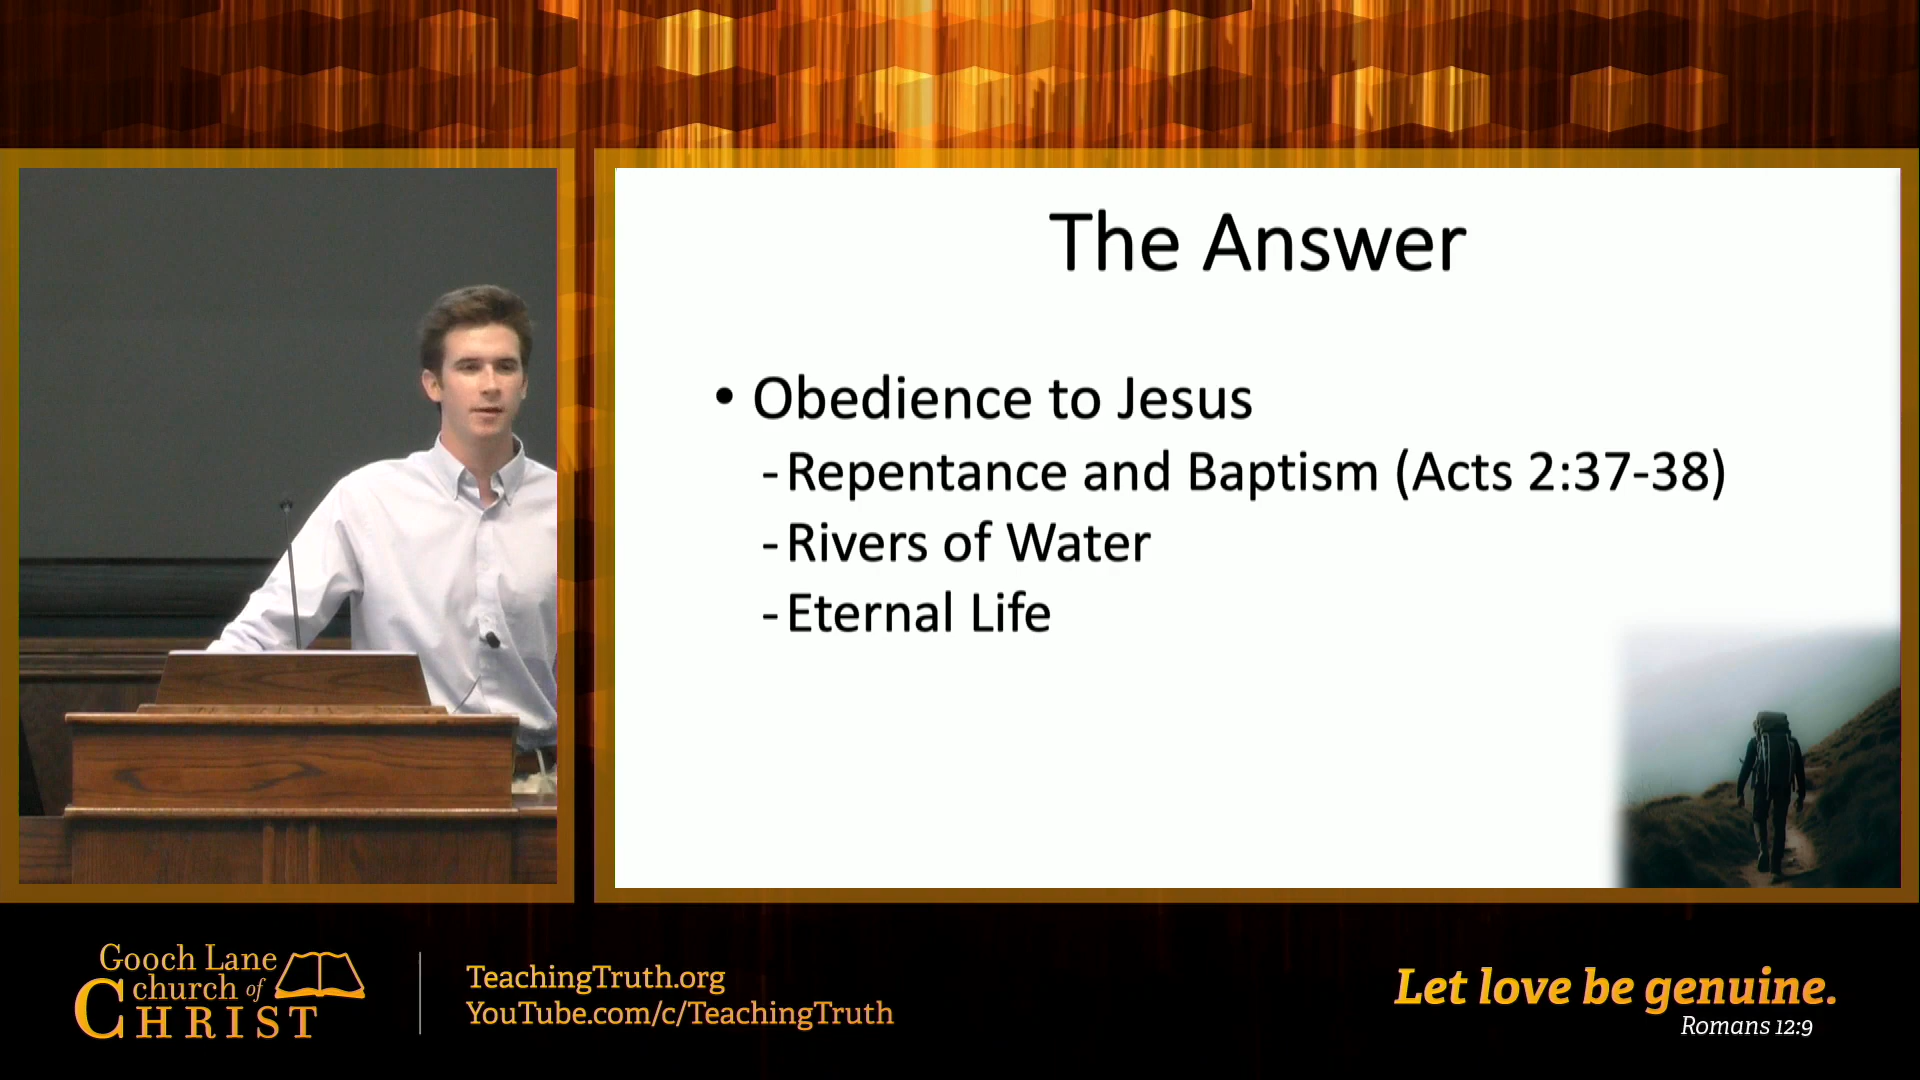 The Answer
• Obedience to Jesus
- Repentance and Baptism (Acts 2:37-38)
- Rivers of Water
- Eternal Life
Gooch Lane
church of
CHRIST
TeachingTruth.org
YouTube.com/c/TeachingTruth
Let love be genuine.
Romans 12:9